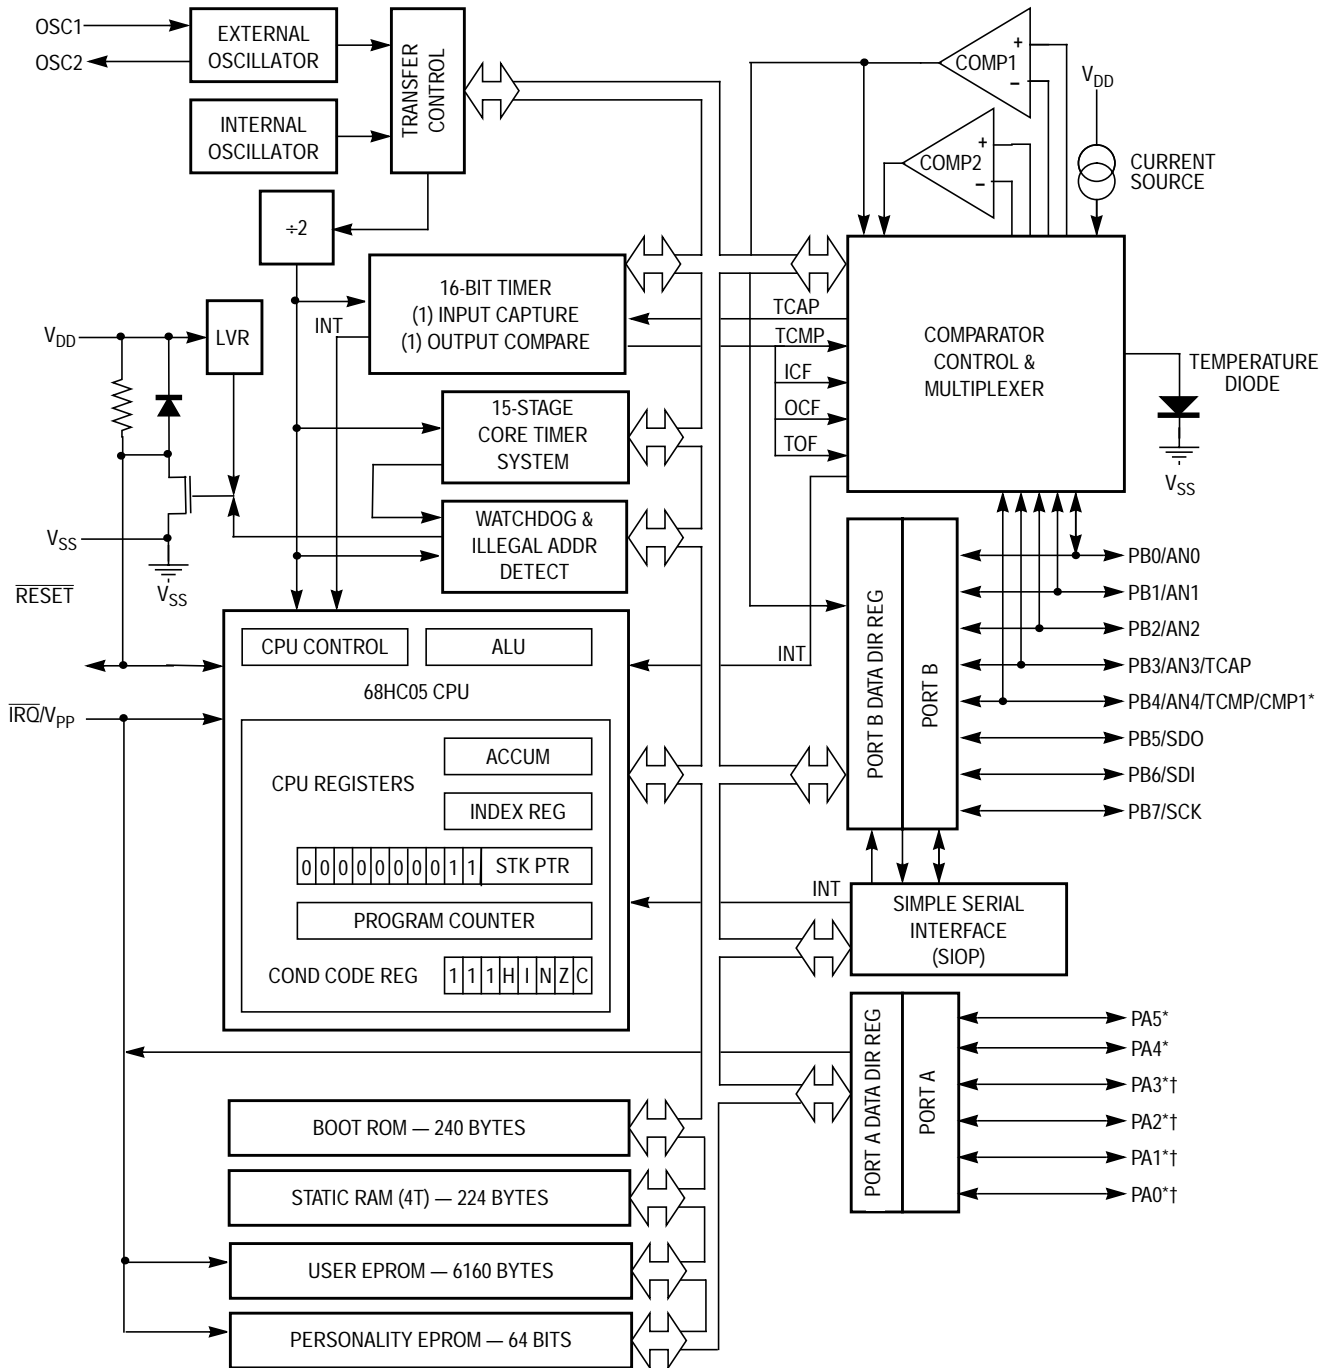 OSC1
OSC2
EXTERNAL
OSCILLATOR
INTERNAL
OSCILLATOR
TRANSFER
CONTROL
÷2
COMP1
+
–
COMP2
+
–
VDD
CURRENT
SOURCE
16-BIT TIMER
(1) INPUT CAPTURE
(1) OUTPUT COMPARE
INT
TCAP
TCMP
ICF
OCF
TOF
COMPARATOR
CONTROL &
MULTIPLEXER
TEMPERATURE
DIODE
VSS
VDD
LVR
15-STAGE
CORE TIMER
SYSTEM
WATCHDOG &
ILLEGAL ADDR
DETECT
VSS
VSS
RESET
IRQ/VPP
CPU CONTROL
ALU
68HC05 CPU
INT
CPU REGISTERS
ACCUM
INDEX REG
0 0 0 0 0 0 0 0 1 1 STK PTR
PROGRAM COUNTER
COND CODE REG
1 1 1 H I N Z C
PORT B DATA DIR REG
PORT B
PB0/AN0
PB1/AN1
PB2/AN2
PB3/AN3/TCAP
PB4/AN4/TCMP/CMP1*
PB5/SDO
PB6/SDI
PB7/SCK
INT
SIMPLE SERIAL
INTERFACE
(SIOP)
PORT A DATA DIR REG
PORT A
PA5*
PA4*
PA3*†
PA2*†
PA1*†
PA0*†
BOOT ROM — 240 BYTES
STATIC RAM (4T) — 224 BYTES
USER EPROM — 6160 BYTES
PERSONALITY EPROM — 64 BITS